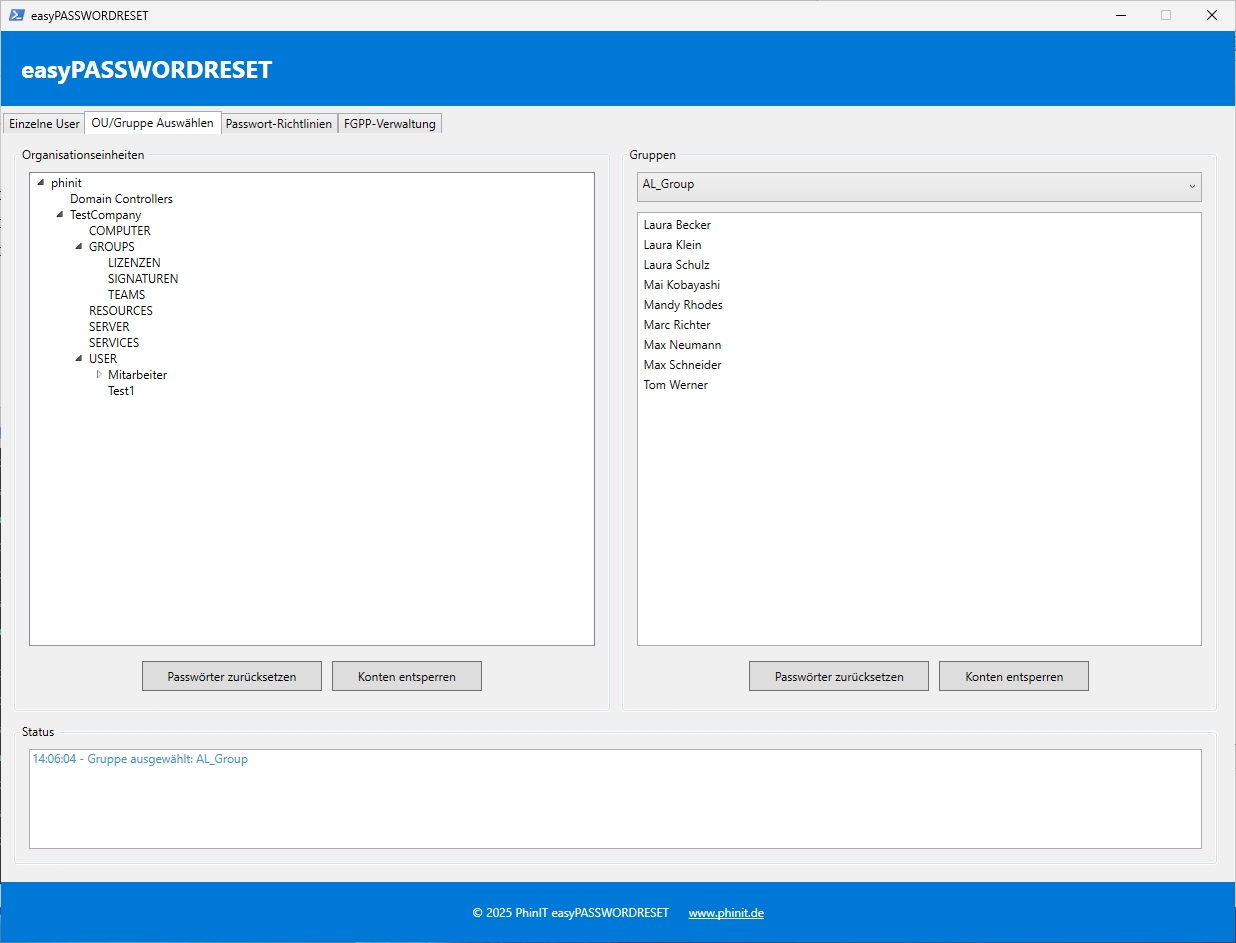 easyPASSWORDRESET
easyPASSWORDRESET
Einzelne User
OU/Gruppe Auswählen
Passwort-Richtlinien
FGPP-Verwaltung
Organisationseinheiten
phinit
Domain Controllers
TestCompany
COMPUTER
GROUPS
LIZENZEN
SIGNATUREN
TEAMS
RESOURCES
SERVER
SERVICES
USER
Mitarbeiter
Test1
Passwörter zurücksetzen
Konten entsperren
Gruppen
AL_Group
Laura Becker
Laura Klein
Laura Schulz
Mai Kobayashi
Mandy Rhodes
Marc Richter
Max Neumann
Max Schneider
Tom Werner
Passwörter zurücksetzen
Konten entsperren
Status
14:06:04 - Gruppe ausgewählt: AL_Group
© 2025 PhinIT easyPASSWORDRESET
www.phinit.de